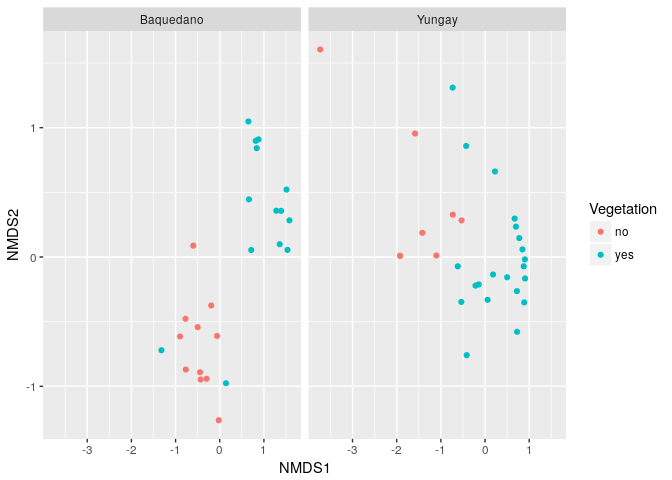 Baquedano Yungay
1
0
-1
NMDS2
-3 -2 -1 0 1 -3 -2 -1 0 1
NMDS1
Vegetation
no
yes